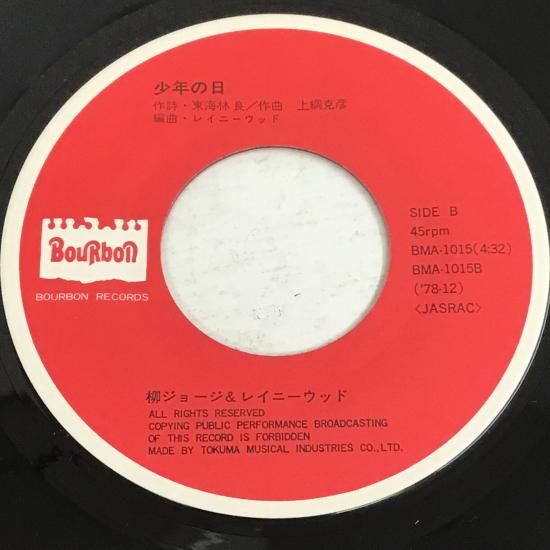 少年の日
作詩・東海林 良／作曲 上綱克彦
編曲・レイニーウッド
SIDE B
45rpm
BMA-1015(4:32)
BMA-1015B
('78-12)
<JASRAC>
BouRbon
BOURBON RECORDS
柳ジョージ&レイニーウッド
ALL RIGHTS RESERVED
COPYING PUBLIC PERFORMANCE BROADCASTING
OF THIS RECORD IS FORBIDDEN
MADE BY TOKUMA MUSICAL INDUSTRIES CO.,LTD.